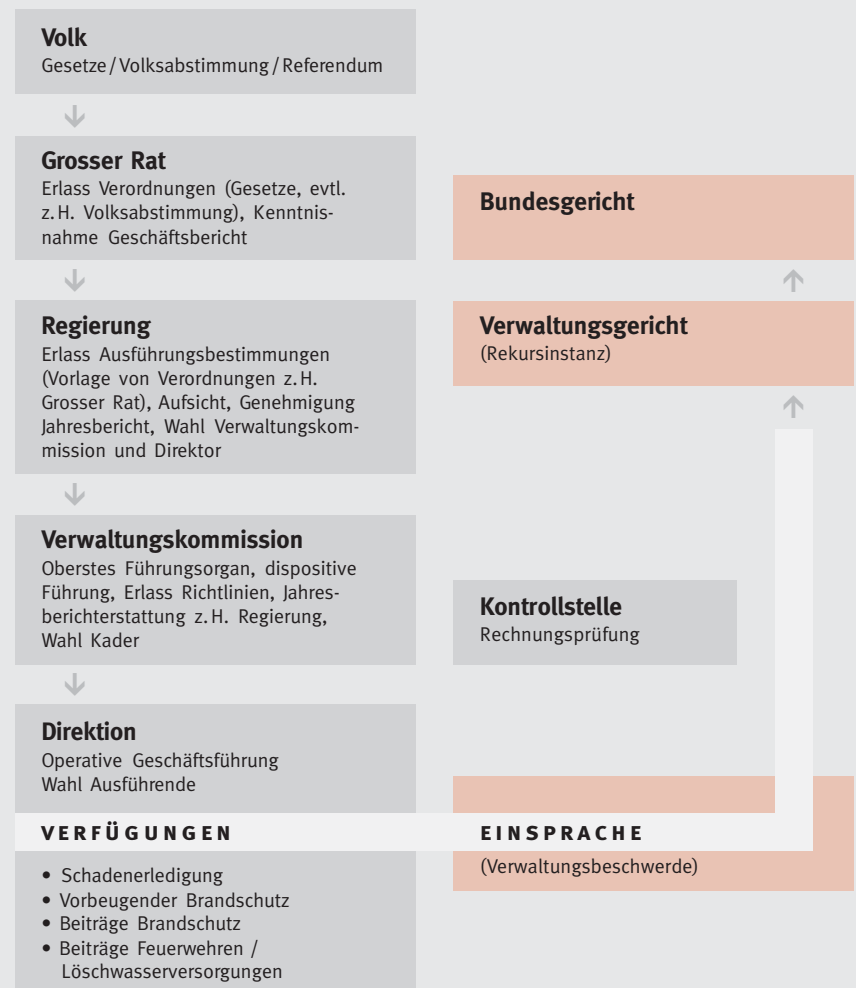 Volk
Gesetze / Volksabstimmung / Referendum
Grosser Rat
Erlass Verordnungen (Gesetze, evtl.
z. H. Volksabstimmung), Kenntnis-
nahme Geschäftsbericht
Regierung
Erlass Ausführungsbestimmungen
(Vorlage von Verordnungen z. H.
Grosser Rat), Aufsicht, Genehmigung
Jahresbericht, Wahl Verwaltungskom-
mission und Direktor
Verwaltungskommission
Oberstes Führungsorgan, dispositive
Führung, Erlass Richtlinien, Jahres-
berichterstattung z. H. Regierung,
Wahl Kader
Direktion
Operative Geschäftsführung
Wahl Ausführende
VERFÜGUNGEN
• Schadenerledigung
• Vorbeugender Brandschutz
• Beiträge Brandschutz
• Beiträge Feuerwehren /
Löschwasserversorgungen
Bundesgericht
Verwaltungsgericht
(Rekursinstanz)
Kontrollstelle
Rechnungsprüfung
EINSPRACHE
(Verwaltungsbeschwerde)